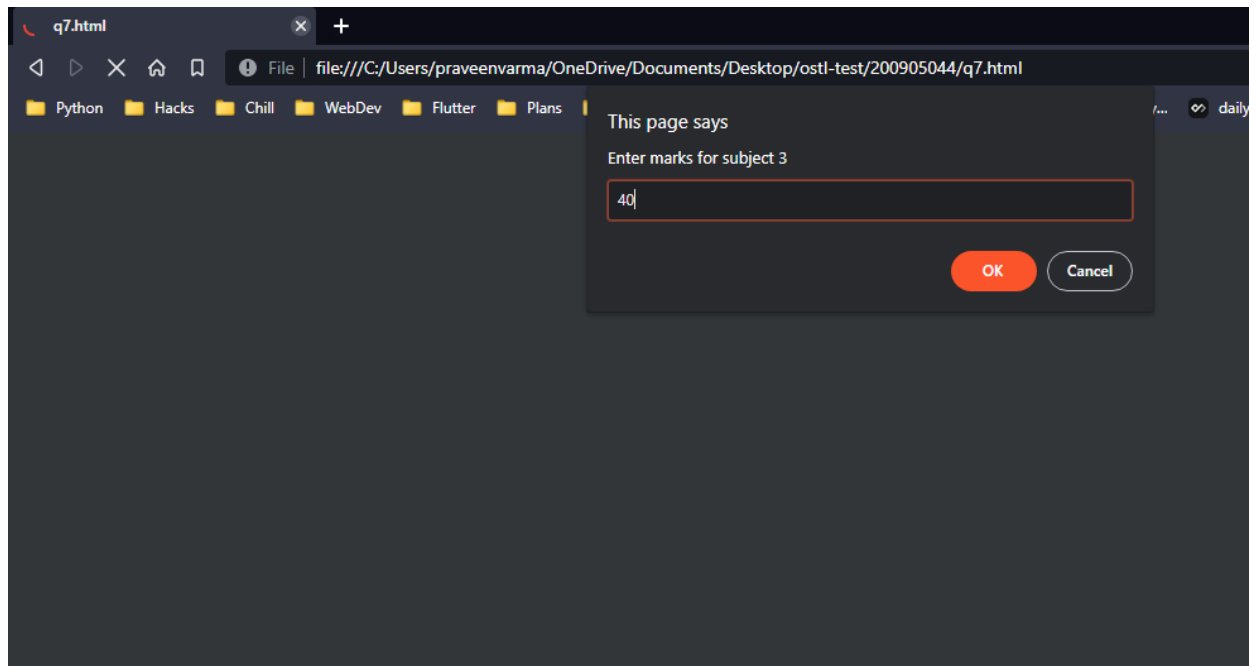 q7.html
File file:///C:/Users/praveenvarma/OneDrive/Documents/Desktop/ostl-test/200905044/q7.html
Python Hacks Chill WebDev Flutter Plans daily
This page says
Enter marks for subject 3
40
OK Cancel